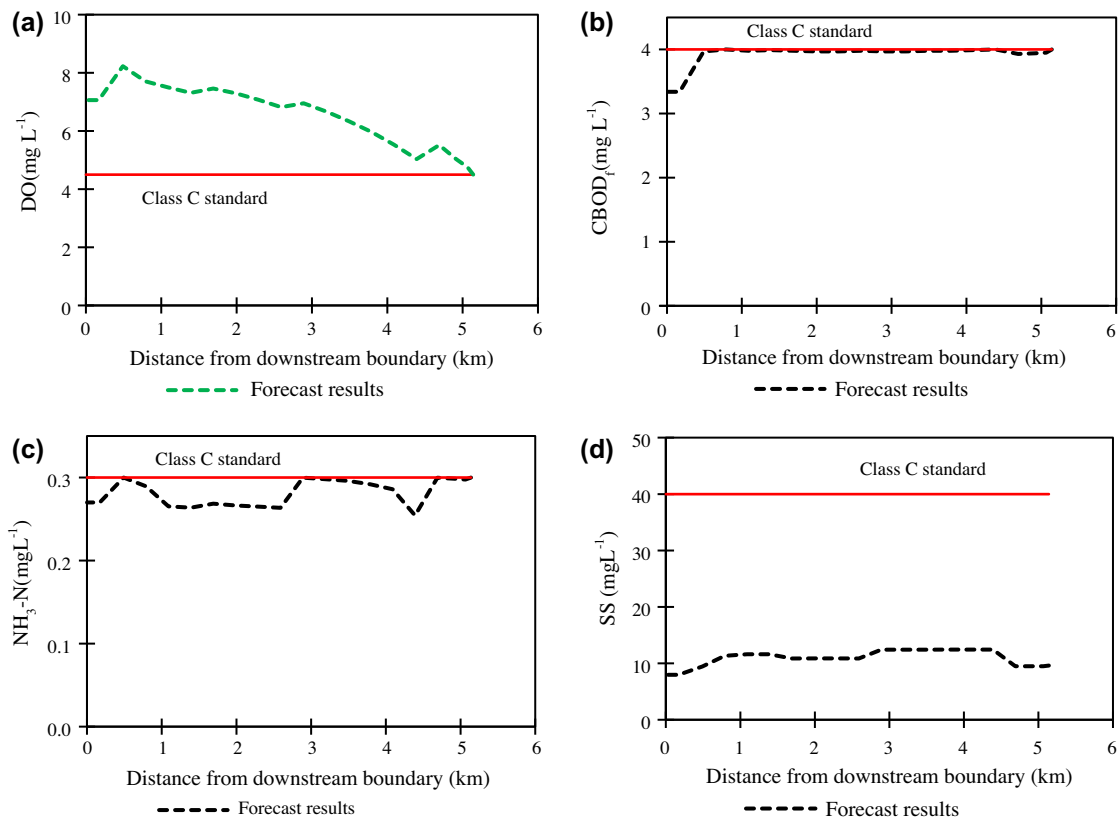 (a)
10
8
6
4
2
0
DO(mg L⁻¹)
Class C standard
0 1 2 3 4 5 6
Distance from downstream boundary (km)
Forecast results
(b)
4
3
2
1
0
CBOD_f(mg L⁻¹)
Class C standard
0 1 2 3 4 5 6
Distance from downstream boundary (km)
Forecast results
(c)
0.3
0.2
0.1
0.0
NH₃-N(mgL⁻¹)
Class C standard
0 1 2 3 4 5 6
Distance from downstream boundary (km)
Forecast results
(d)
50
40
30
20
10
0
SS (mgL⁻¹)
Class C standard
0 1 2 3 4 5 6
Distance from downstream boundary (km)
Forecast results